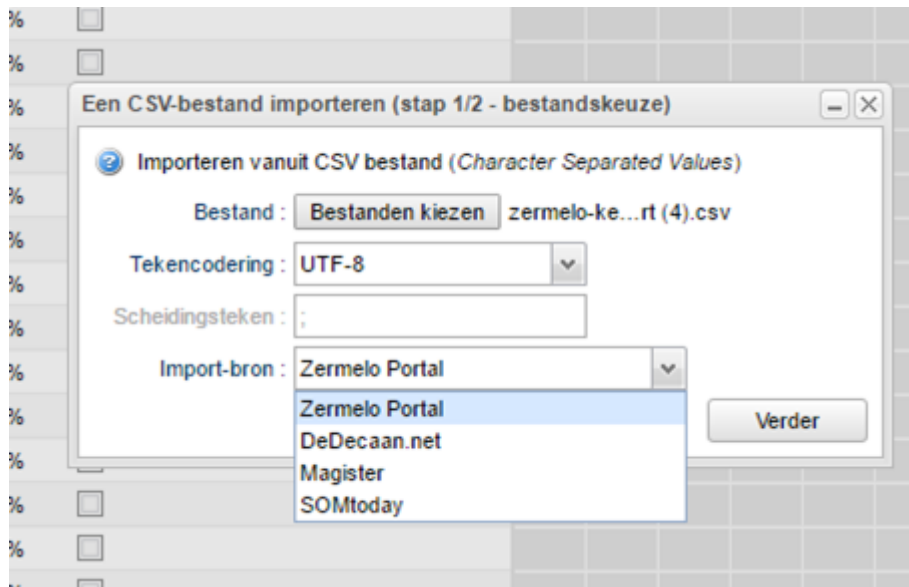 %
%
%
Een CSV-bestand importeren (stap 1/2 - bestandskeuze)
%
Importeren vanuit CSV bestand (Character Separated Values)
%
Bestand : Bestanden kiezen zermelo-ke...rt (4).csv
%
Tekencodering : UTF-8
%
Scheidingsteken : ;
%
Import-bron : Zermelo Portal
%
Zermelo Portal
%
Verder
DeDecaan.net
%
Magister
%
SOMtoday
%